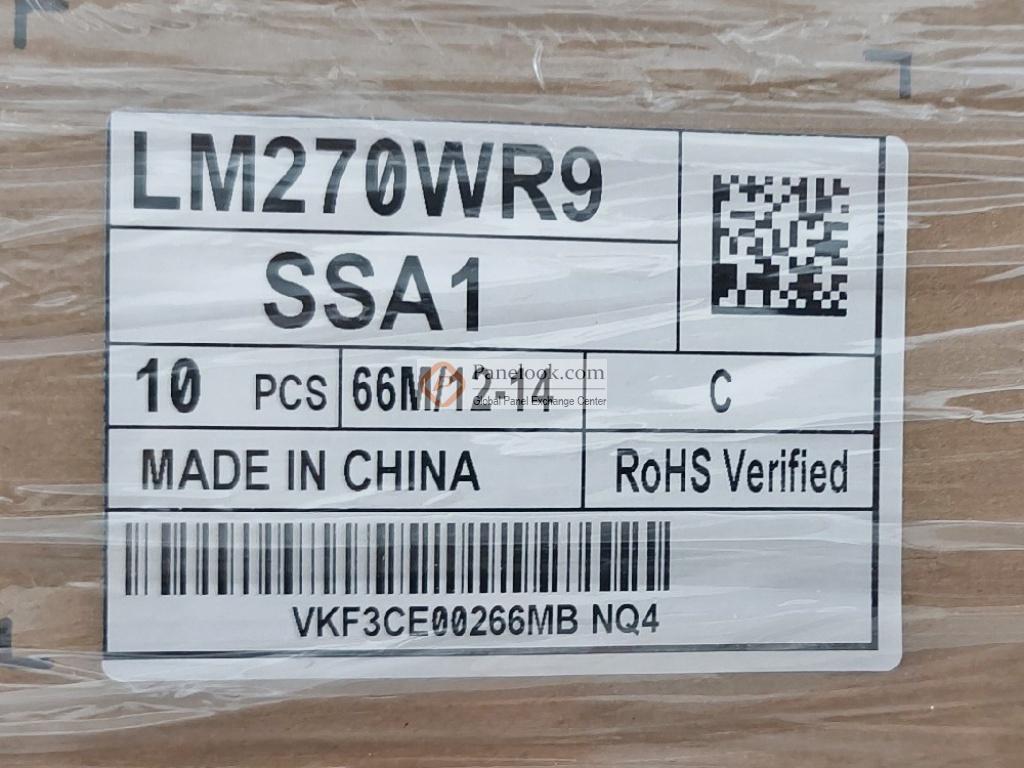 LM270WR9
SSA1
10 PCS 66M/12-14 C
Panelook.com
Global Panel Exchange Center
MADE IN CHINA RoHS Verified
VKF3CE00266MB NQ4